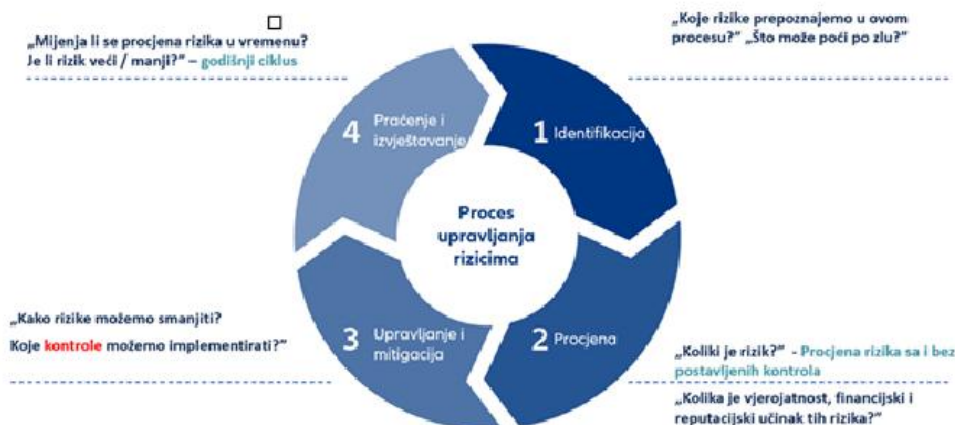 „Mijenja li se procjena rizika u vremenu?
Je li rizik veći / manji?” – godišnji ciklus
„Koje rizike prepoznajemo u ovom
procesu?” „Što može poći po zlu?”
4 Praćenje i
izvještavanje
1 Identifikacija
Proces
upravljanja
rizicima
„Kako rizike možemo smanjiti?
Koje kontrole možemo implementirati?”
3 Upravljanje i
mitigacija
2 Procjena
„Koliki je rizik?” - Procjena rizika sa i bez
postavljenih kontrola
„Kolika je vjerojatnost, financijski i
reputacijski učinak tih rizika?”